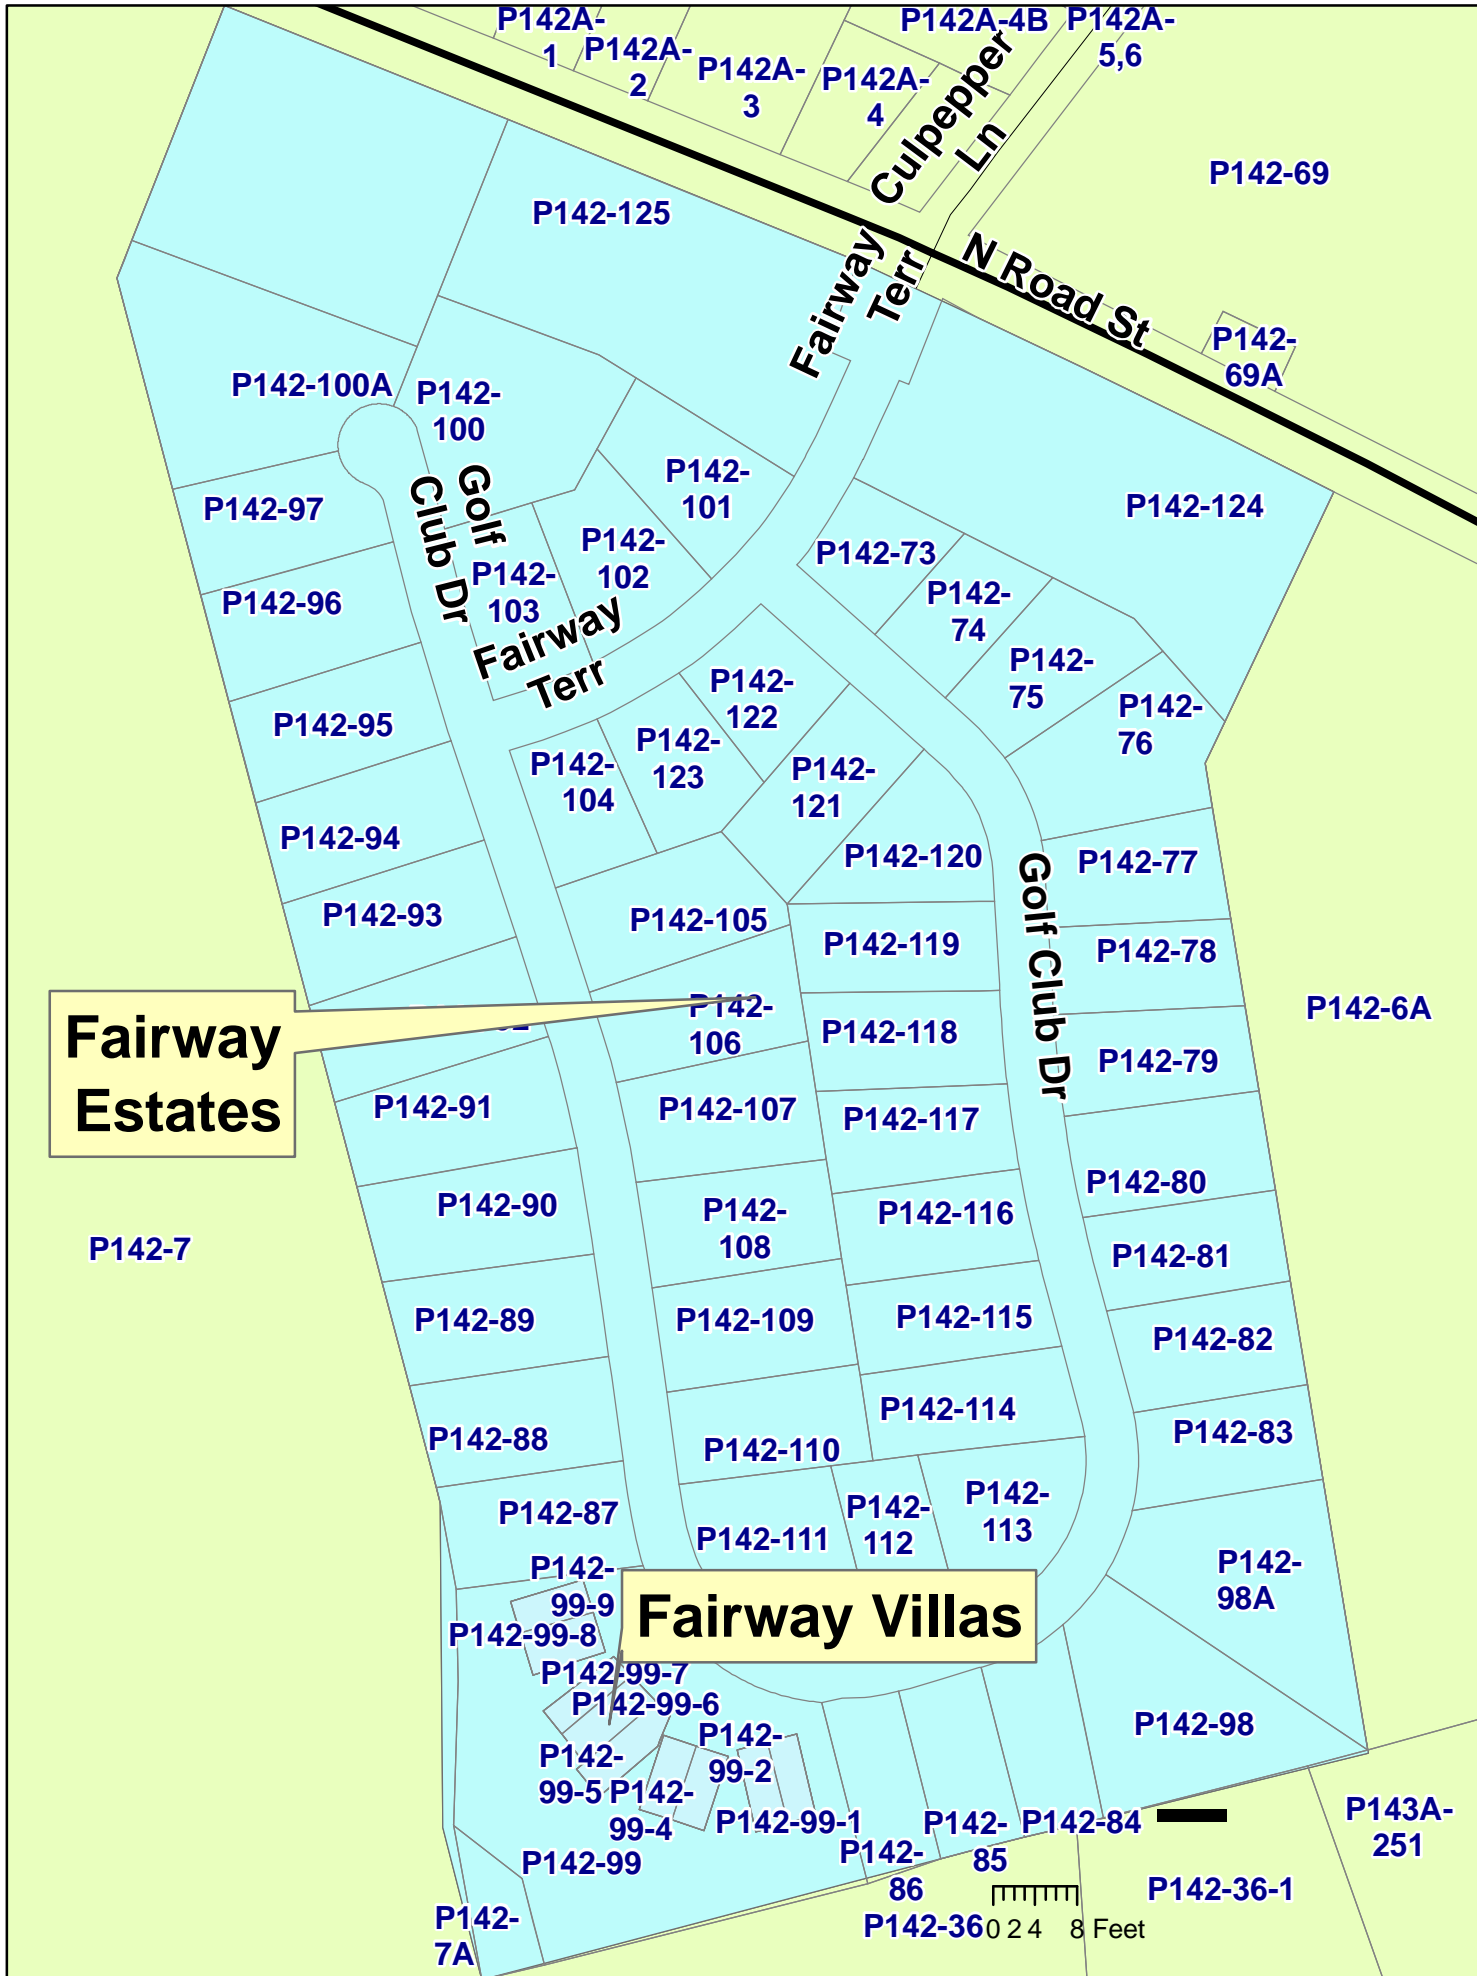 P142A-
1
P142A-
2
P142A-
3
P142A-
4
P142A-4B
P142A-
5,6
Culpepper
Ln
P142-69
P142-125
Fairway
Terr
N Road St
P142-
69A
P142-100A
P142-
100
P142-
101
P142-124
P142-97
Golf
Club Dr
P142-
102
P142-
103
P142-73
P142-96
P142-
74
Fairway
Terr
P142-
75
P142-
76
P142-95
P142-
122
P142-
123
P142-
104
P142-
121
P142-94
P142-120
P142-77
P142-93
P142-105
P142-119
P142-78
Golf Club Dr
P142-
106
P142-118
P142-6A
Fairway
Estates
P142-79
P142-91
P142-107
P142-117
P142-80
P142-90
P142-
108
P142-116
P142-7
P142-81
P142-89
P142-109
P142-115
P142-82
P142-88
P142-110
P142-114
P142-83
P142-87
P142-111
P142-
112
P142-
113
P142-
99-9
P142-
98A
Fairway Villas
P142-99-8
P142-99-7
P142-99-6
P142-98
P142-
99-2
P142-
99-5
P142-
99-4
P142-99-1
P142-84
P142-
85
P142-
86
P143A-
251
P142-99
P142-36-1
P142-
7A
P142-36
0 2 4 8 Feet